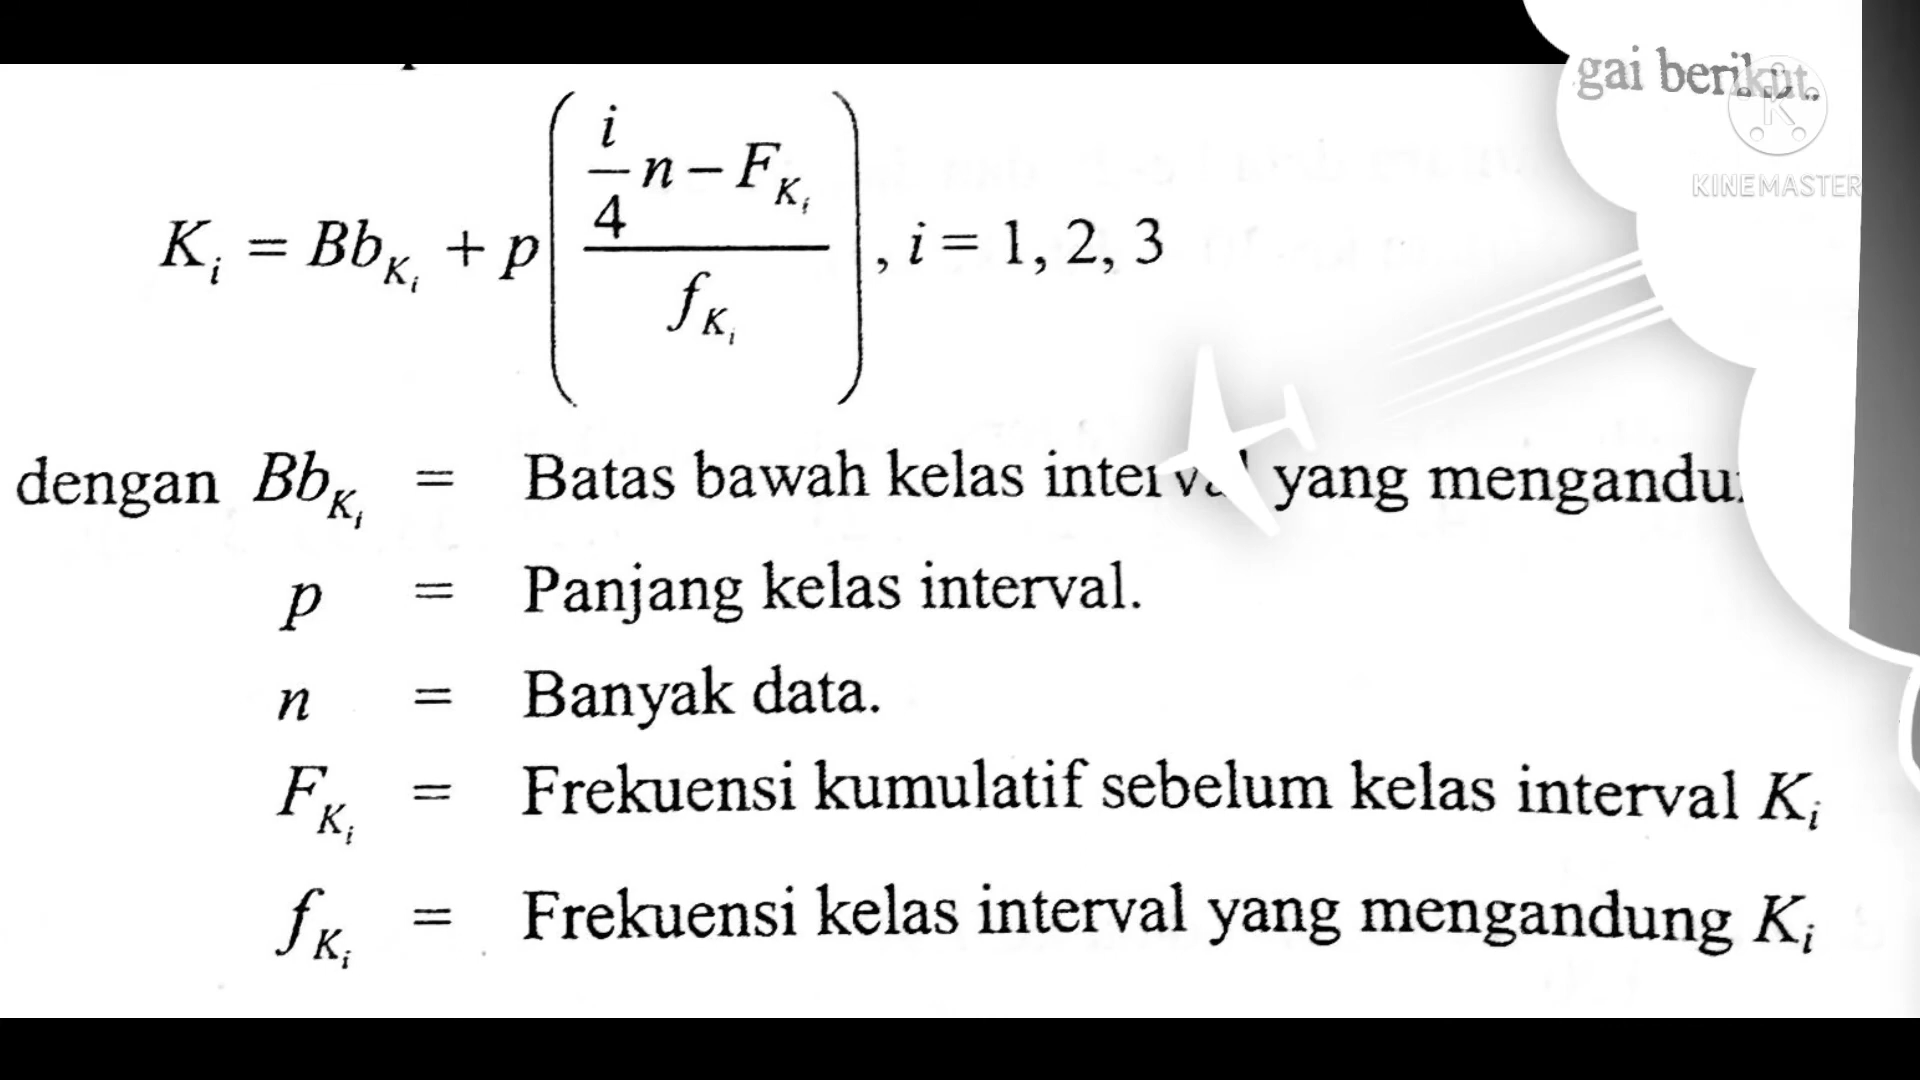 gai berikut.
KINEMASTER
K_i = Bb_{K_i} + p( (i/4 n − F_{K_i}) / f_{K_i} ), i = 1, 2, 3
dengan Bb_{K_i} = Batas bawah kelas interval yang
p = Panjang kelas interval.
n = Banyak data.
F_{K_i} = Frekuensi kumulatif sebelum kelas interval K_i
f_{K_i} = Frekuensi kelas interval yang mengandung K_i